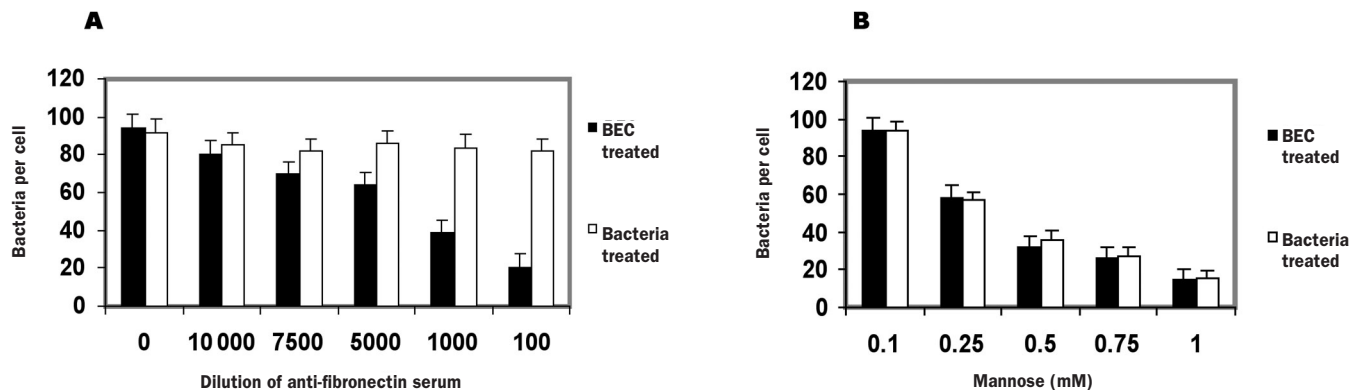 A
120
100
80
60
40
20
0
Bacteria per cell
0 10 000 7500 5000 1000 100
Dilution of anti-fibronectin serum
BEC
treated
Bacteria
treated
B
120
100
80
60
40
20
0
Bacteria per cell
0.1 0.25 0.5 0.75 1
Mannose (mM)
BEC
treated
Bacteria
treated